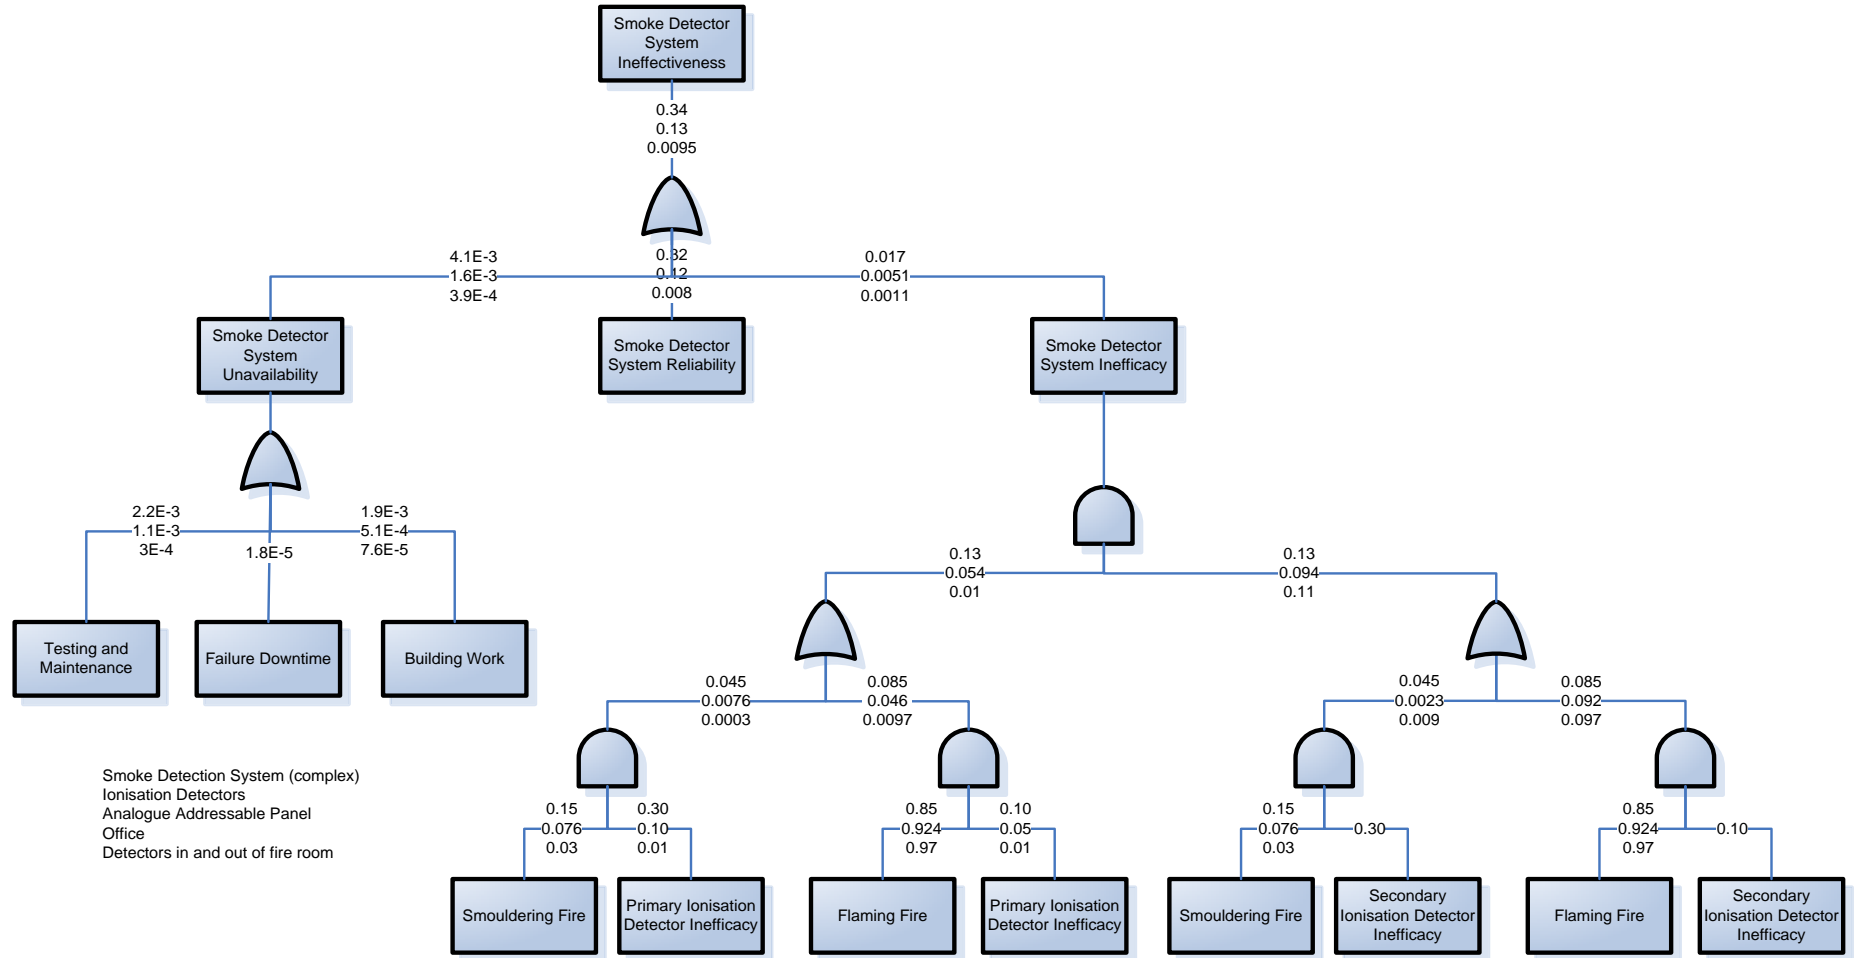 Smoke Detector
System
Ineffectiveness
0.34
0.13
0.0095
4.1E-3
1.6E-3
3.9E-4
0.32
0.12
0.008
0.017
0.0051
0.0011
Smoke Detector
System
Unavailability
Smoke Detector
System Reliability
Smoke Detector
System Inefficacy
2.2E-3
1.1E-3
3E-4
1.8E-5
1.9E-3
5.1E-4
7.6E-5
0.13
0.054
0.01
0.13
0.094
0.11
Testing and
Maintenance
Failure Downtime
Building Work
0.045
0.0076
0.0003
0.085
0.046
0.0097
0.045
0.0023
0.009
0.085
0.092
0.097
Smoke Detection System (complex)
Ionisation Detectors
Analogue Addressable Panel
Office
Detectors in and out of fire room
0.15
0.076
0.03
0.30
0.10
0.01
0.85
0.924
0.97
0.10
0.05
0.01
0.15
0.076
0.03
0.30
0.85
0.924
0.97
0.10
Smouldering Fire
Primary Ionisation
Detector Inefficacy
Flaming Fire
Primary Ionisation
Detector Inefficacy
Smouldering Fire
Secondary
Ionisation Detector
Inefficacy
Flaming Fire
Secondary
Ionisation Detector
Inefficacy